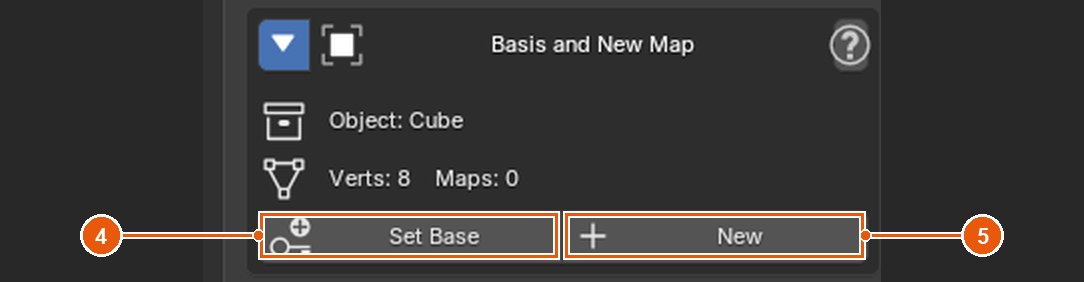 Basis and New Map
?
Object: Cube
Verts: 8 Maps: 0
4 Set Base New 5